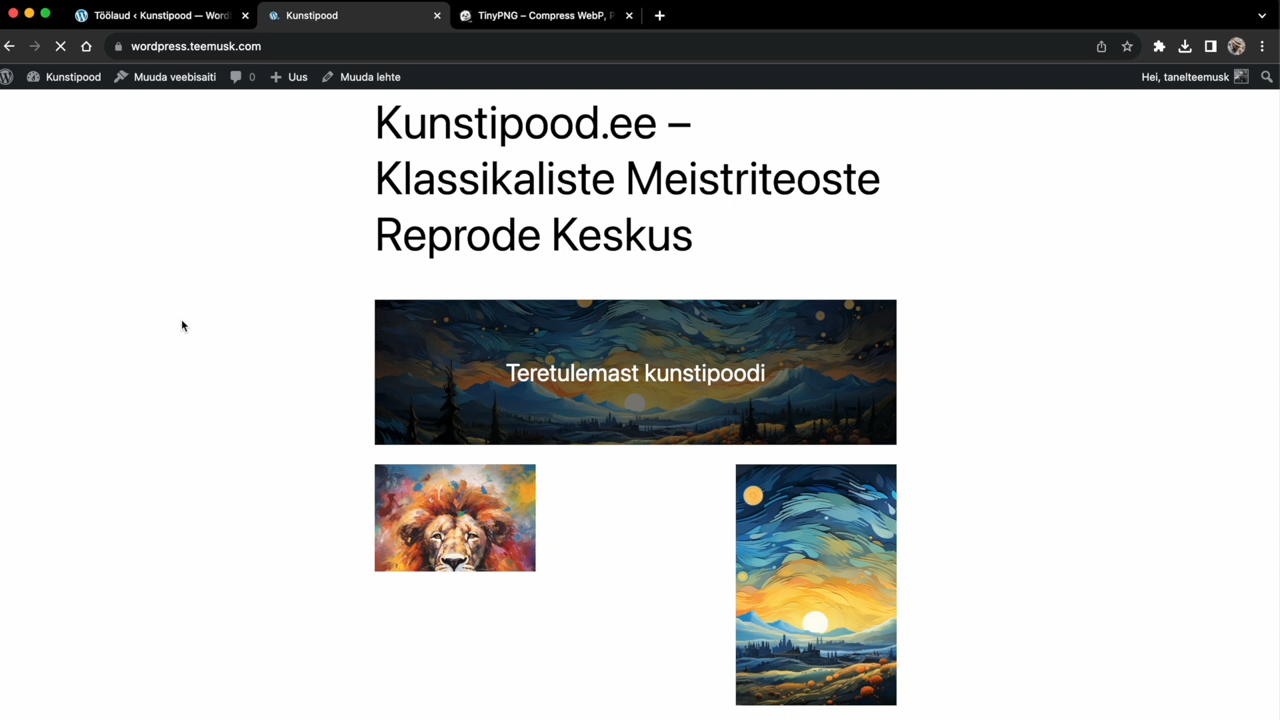 Töölaud ‹ Kunstipood — Word
Kunstipood
TinyPNG – Compress WebP, P
wordpress.teemusk.com
Kunstipood
Muuda veebisaiti
0
Uus
Muuda lehte
Hei, tanelteemusk
Kunstipood.ee –
Klassikaliste Meistriteoste
Reprode Keskus
Teretulemast kunstipoodi